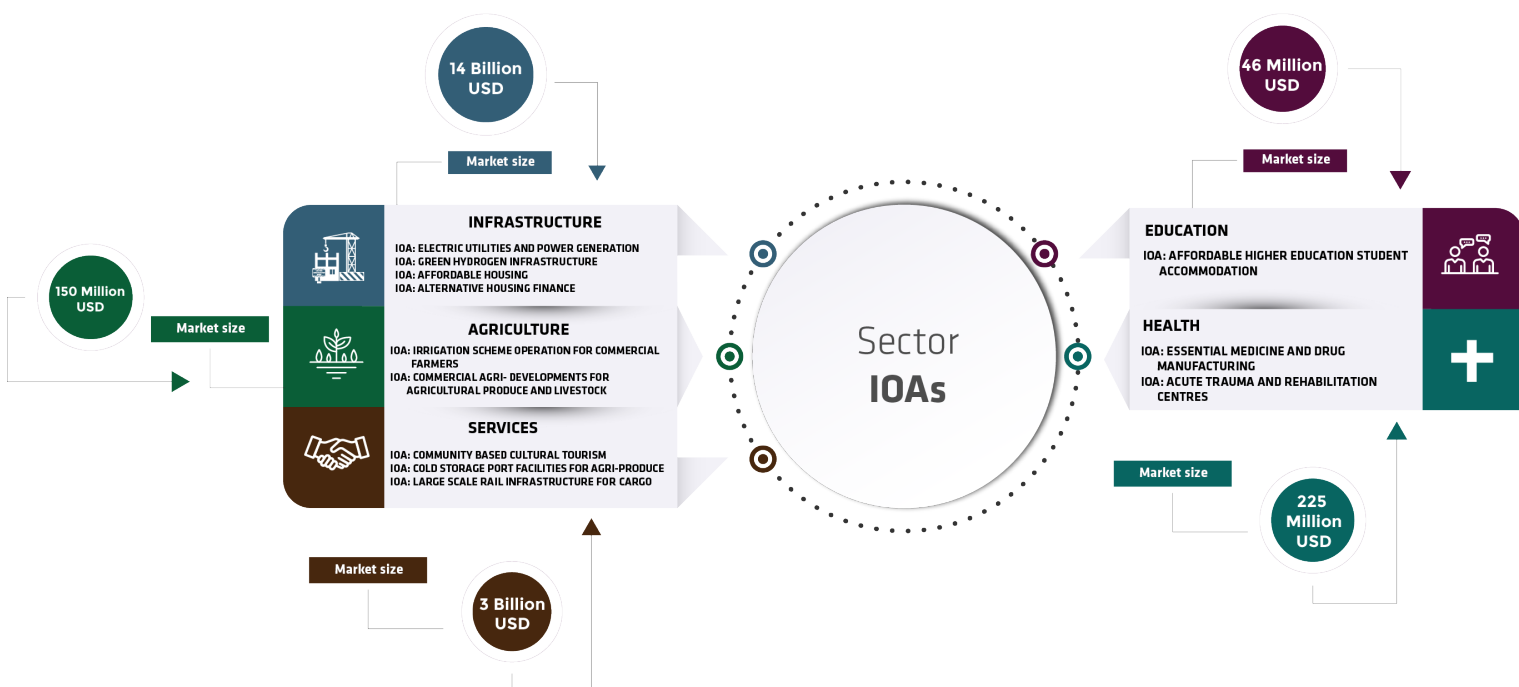 14 Billion
USD
Market size
INFRASTRUCTURE
IOA: ELECTRIC UTILITIES AND POWER GENERATION
IOA: GREEN HYDROGEN INFRASTRUCTURE
IOA: AFFORDABLE HOUSING
IOA: ALTERNATIVE HOUSING FINANCE
150 Million
USD
Market size
AGRICULTURE
IOA: IRRIGATION SCHEME OPERATION FOR COMMERCIAL
FARMERS
IOA: COMMERCIAL AGRI- DEVELOPMENTS FOR
AGRICULTURAL PRODUCE AND LIVESTOCK
SERVICES
IOA: COMMUNITY BASED CULTURAL TOURISM
IOA: COLD STORAGE PORT FACILITIES FOR AGRI-PRODUCE
IOA: LARGE SCALE RAIL INFRASTRUCTURE FOR CARGO
Market size
3 Billion
USD
Sector
IOAs
46 Million
USD
Market size
EDUCATION
IOA: AFFORDABLE HIGHER EDUCATION STUDENT
ACCOMMODATION
HEALTH
IOA: ESSENTIAL MEDICINE AND DRUG
MANUFACTURING
IOA: ACUTE TRAUMA AND REHABILITATION
CENTRES
Market size
225
Million
USD